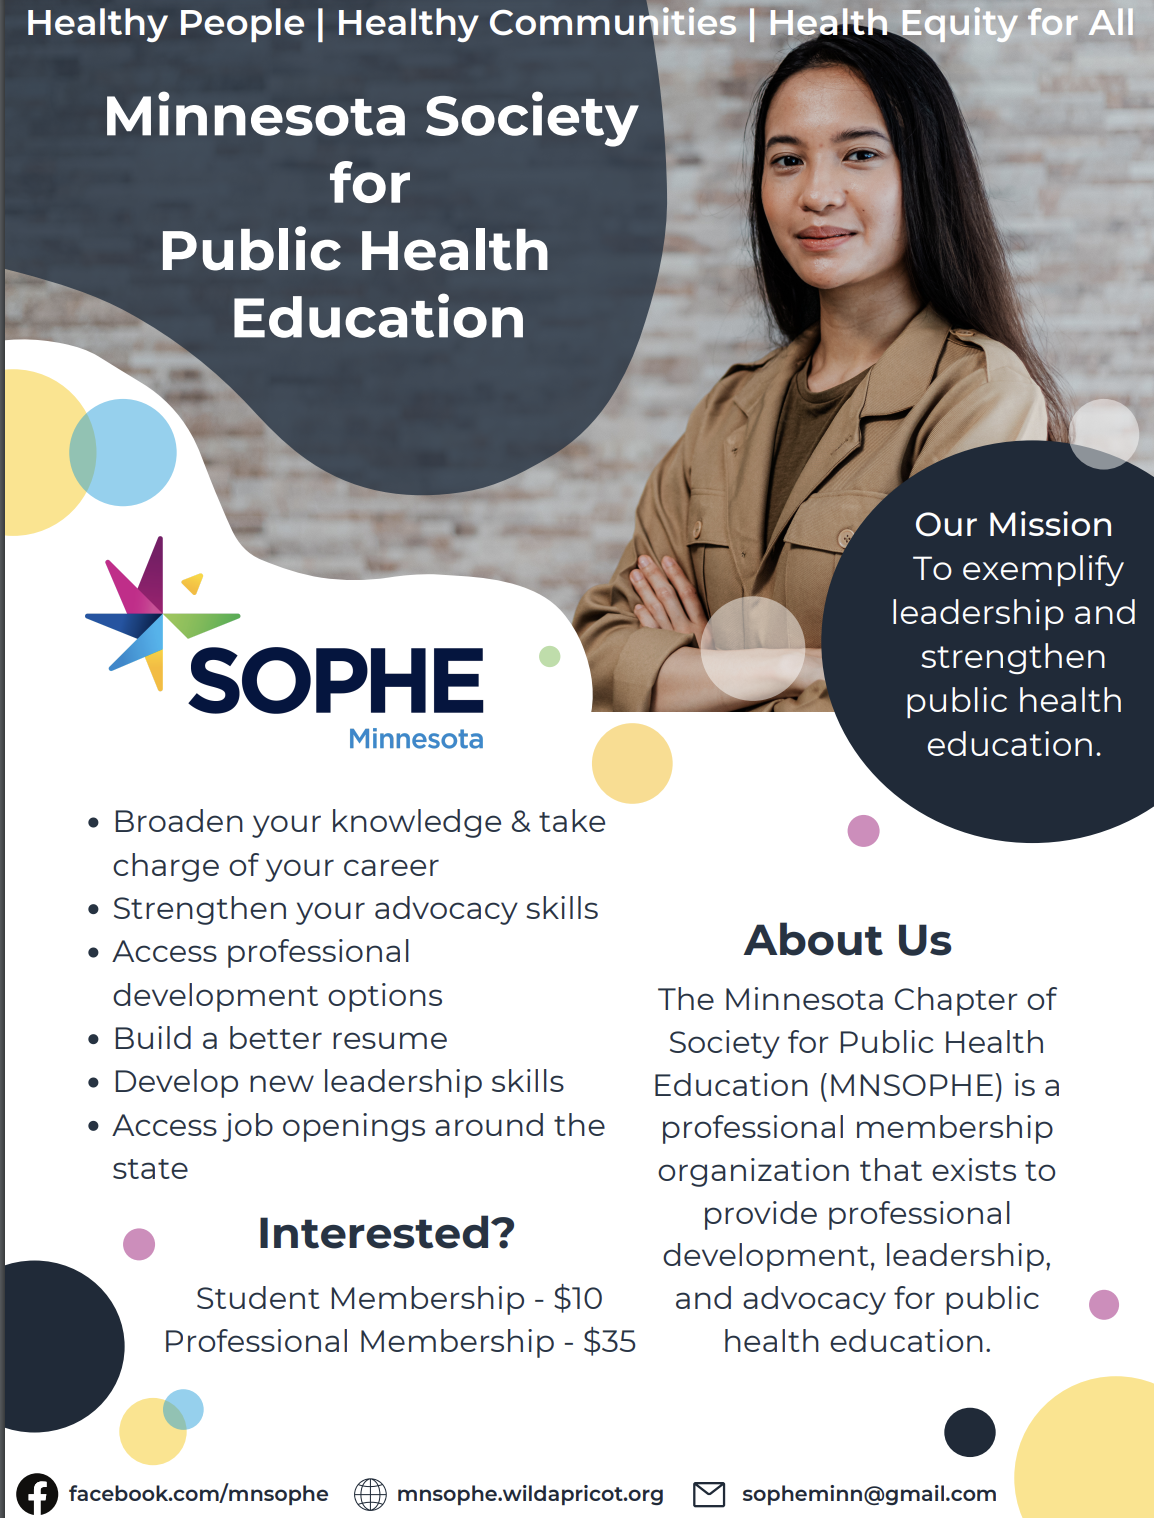 Healthy People | Healthy Communities | Health Equity for All
Minnesota Society
for
Public Health
Education
Our Mission
To exemplify
leadership and
strengthen
public health
education.
SOPHE
Minnesota
• Broaden your knowledge & take
charge of your career
• Strengthen your advocacy skills
• Access professional
development options
• Build a better resume
• Develop new leadership skills
• Access job openings around the
state
Interested?
Student Membership - $10
Professional Membership - $35
About Us
The Minnesota Chapter of
Society for Public Health
Education (MNSOPHE) is a
professional membership
organization that exists to
provide professional
development, leadership,
and advocacy for public
health education.
facebook.com/mnsophe
mnsophe.wildapricot.org
sopheminn@gmail.com